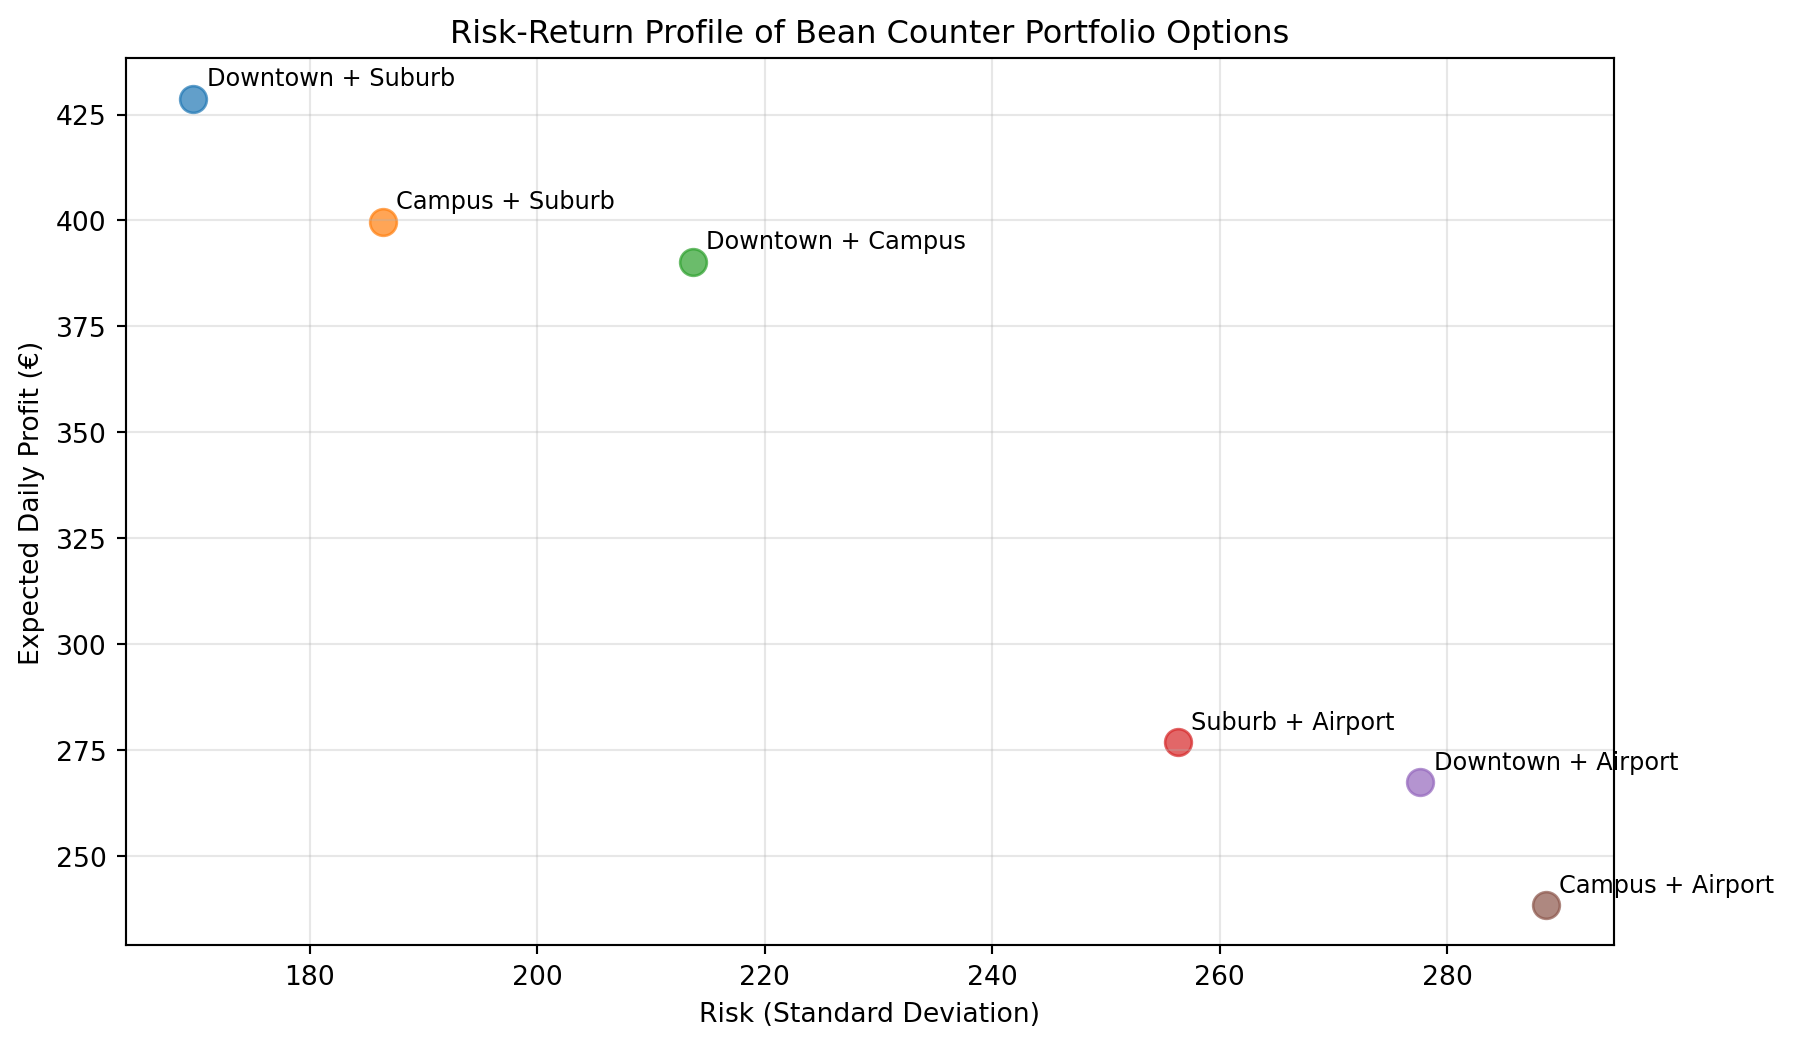 Risk-Return Profile of Bean Counter Portfolio Options
Downtown + Suburb
Campus + Suburb
Downtown + Campus
Suburb + Airport
Downtown + Airport
Campus + Airport
Expected Daily Profit (€)
425
400
375
350
325
300
275
250
180
200
220
240
260
280
Risk (Standard Deviation)